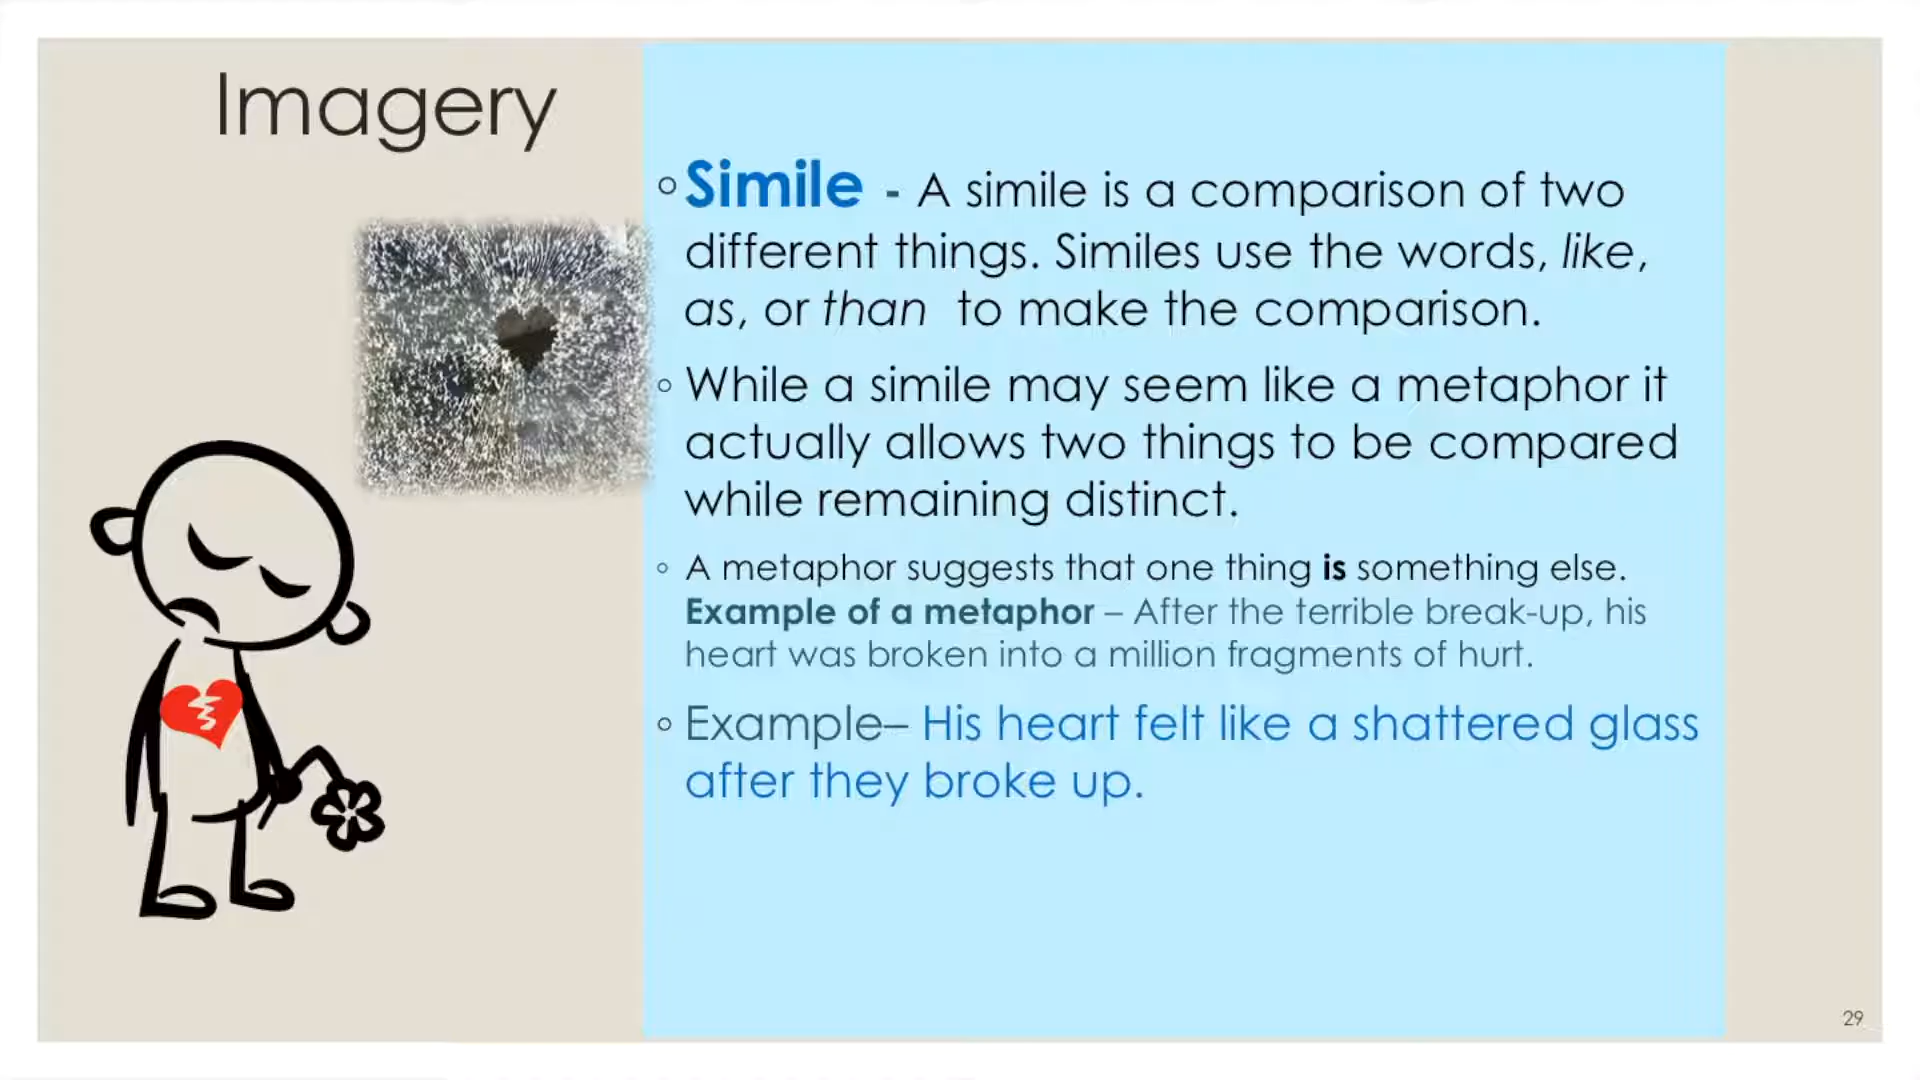 Imagery
◦ Simile - A simile is a comparison of two
different things. Similes use the words, like,
as, or than to make the comparison.
◦ While a simile may seem like a metaphor it
actually allows two things to be compared
while remaining distinct.
◦ A metaphor suggests that one thing is something else.
Example of a metaphor – After the terrible break-up, his
heart was broken into a million fragments of hurt.
◦ Example– His heart felt like a shattered glass
after they broke up.
29